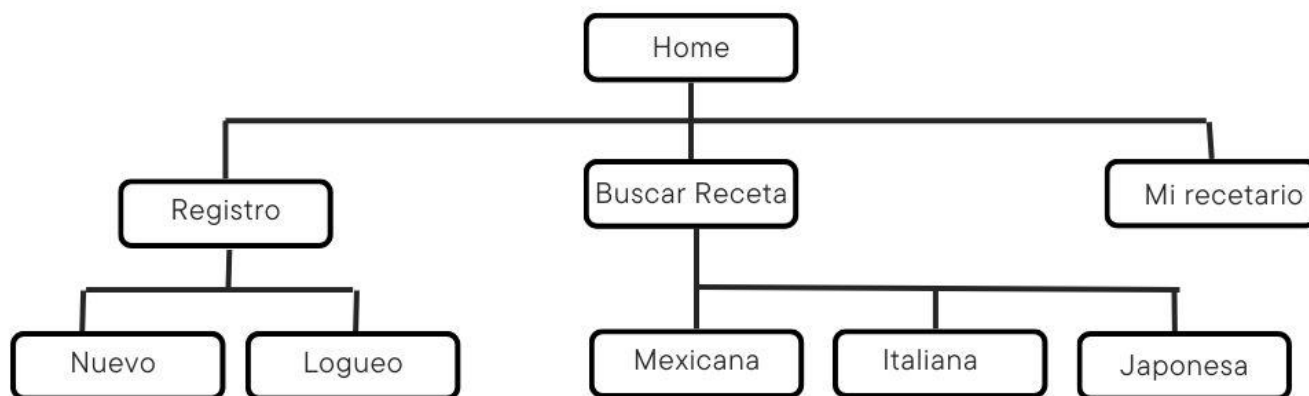 Home
Registro
Buscar Receta
Mi recetario
Nuevo
Logueo
Mexicana
Italiana
Japonesa